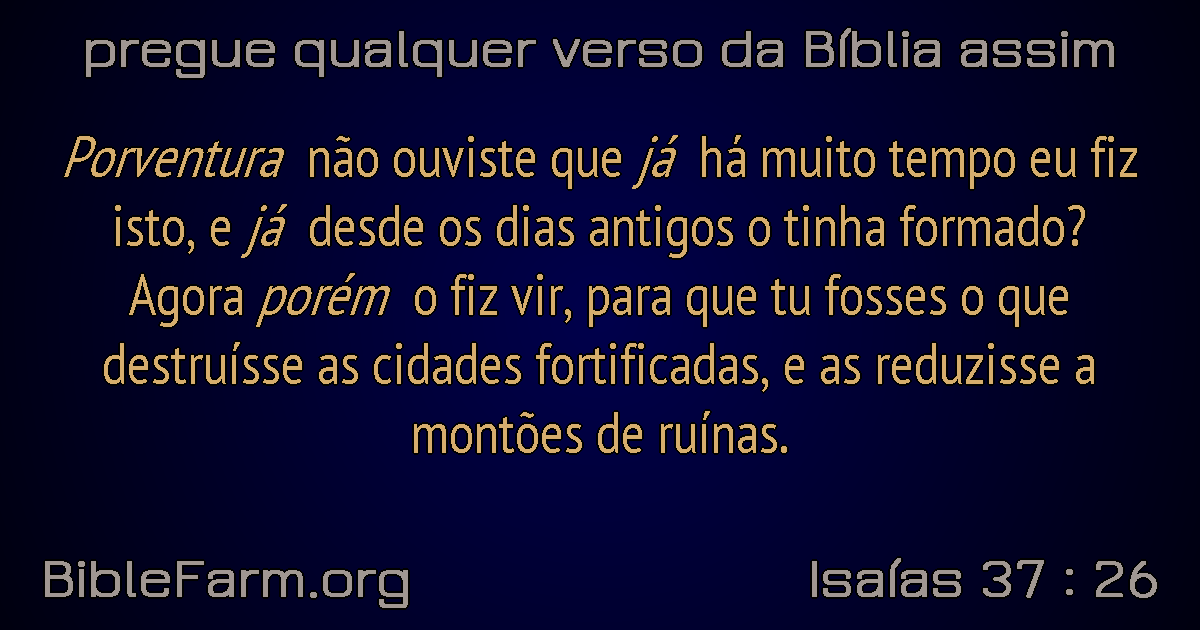 pregue qualquer verso da Bíblia assim
Porventura não ouviste que já há muito tempo eu fiz
isto, e já desde os dias antigos o tinha formado?
Agora porém o fiz vir, para que tu fosses o que
destruísse as cidades fortificadas, e as reduzisse a
montões de ruínas.
BibleFarm.org
Isaías 37 : 26